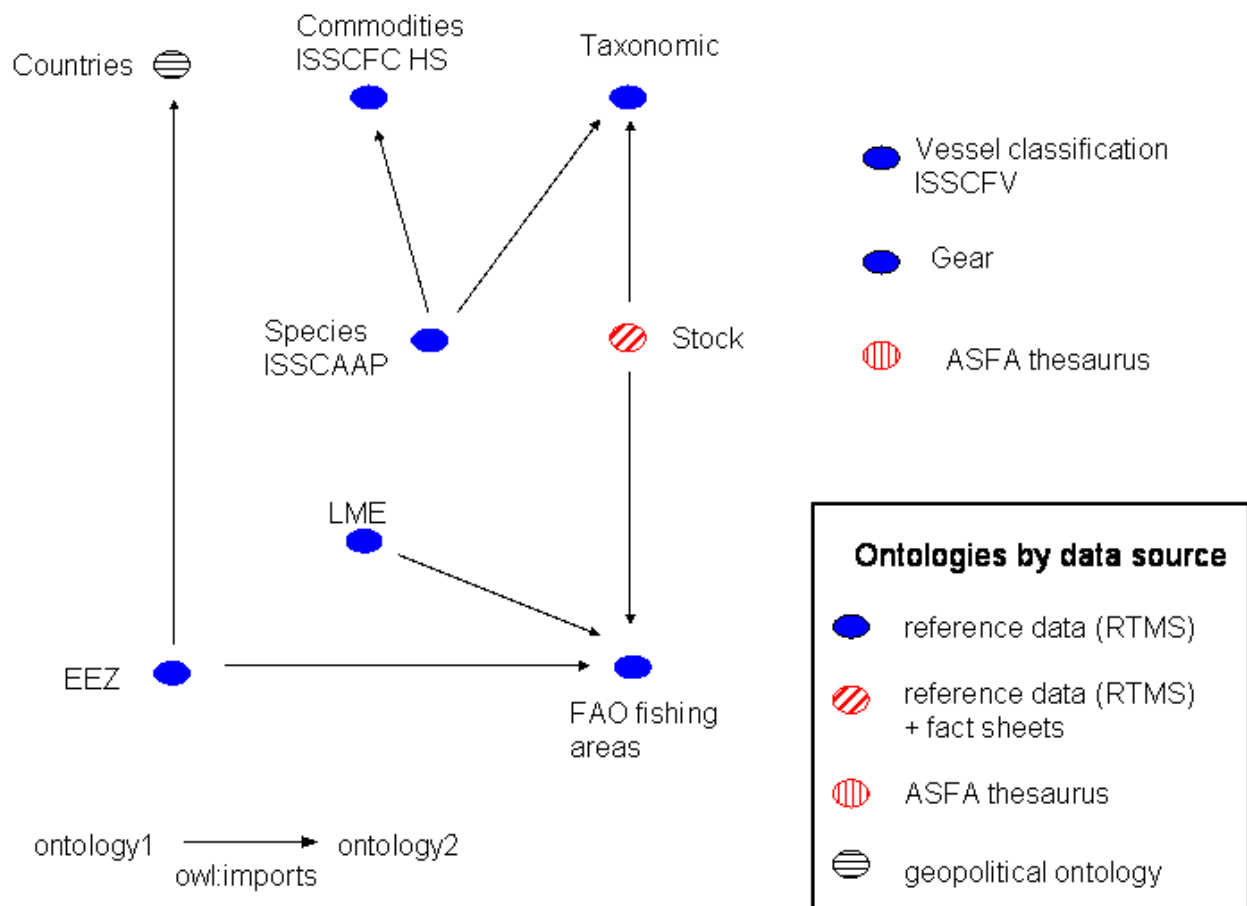 Commodities
ISSCFC HS
Taxonomic
Countries
Vessel classification
ISSCFV
Gear
Species
ISSCAAP
Stock
ASFA thesaurus
LME
EEZ
FAO fishing
areas
Ontologies by data source
reference data (RTMS)
reference data (RTMS)
+ fact sheets
ASFA thesaurus
geopolitical ontology
ontology1
ontology2
owl:imports